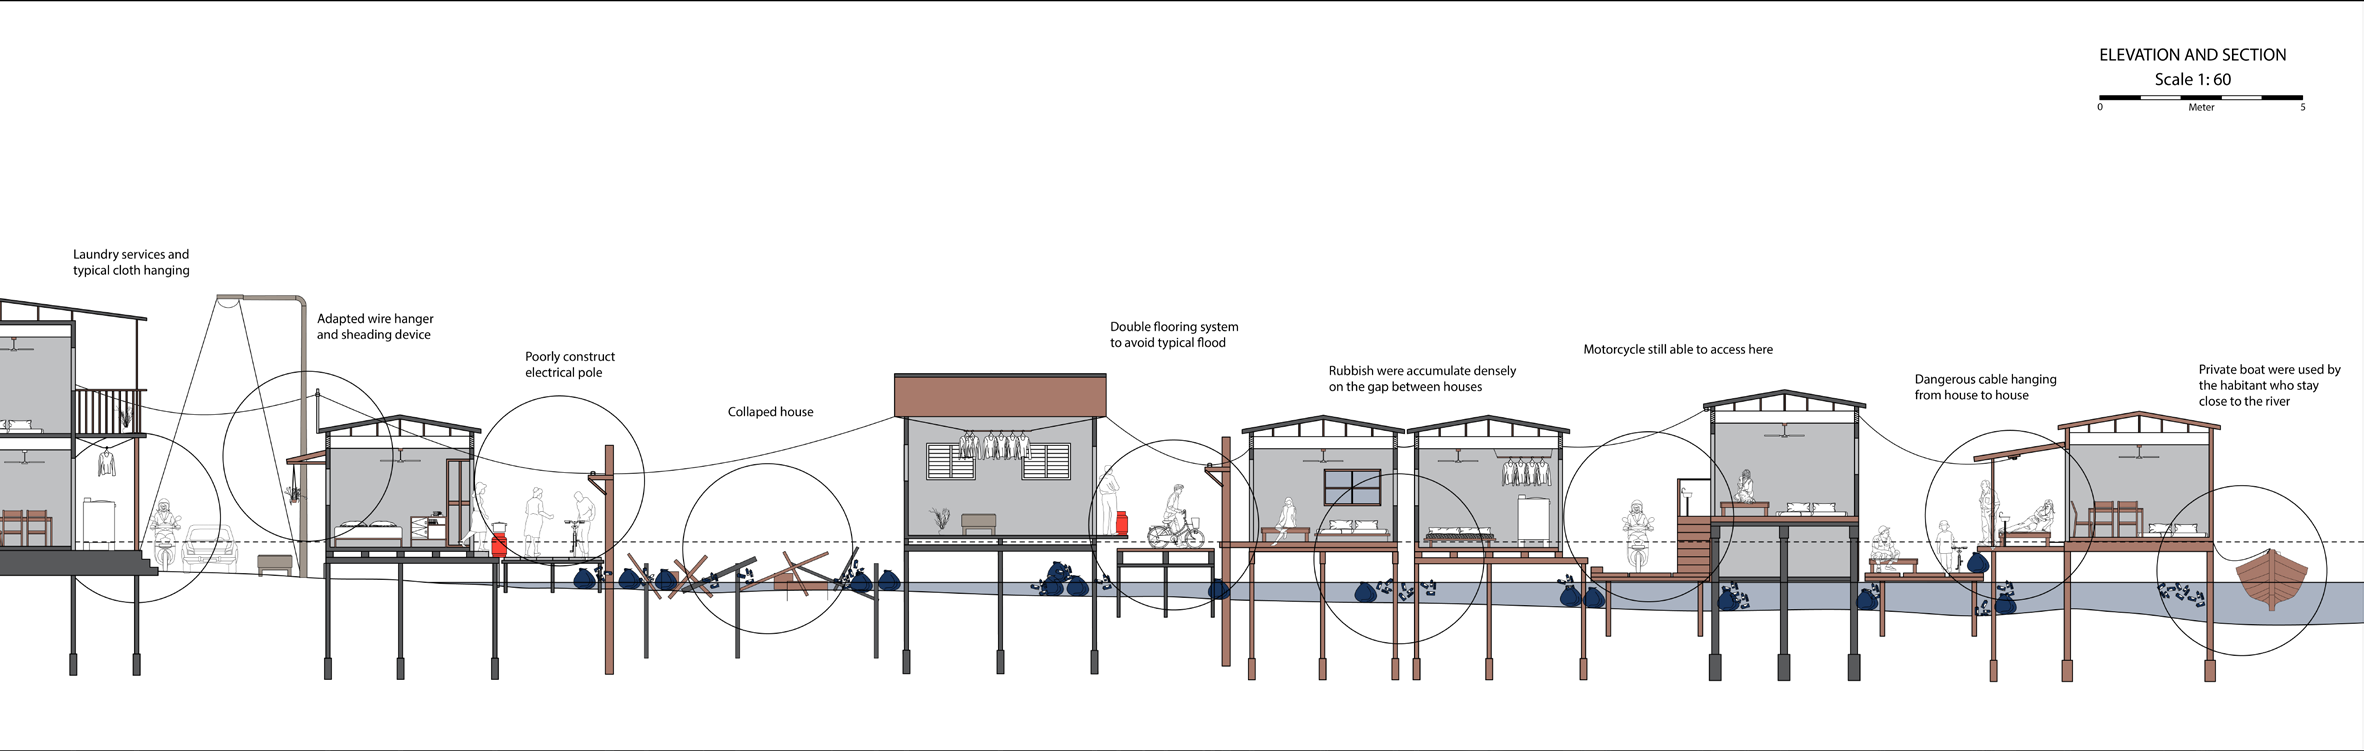 ELEVATION AND SECTION
Scale 1: 60
0 Meter 5
Laundry services and
typical cloth hanging
Adapted wire hanger
and sheading device
Poorly construct
electrical pole
Collaped house
Double flooring system
to avoid typical flood
Rubbish were accumulate densely
on the gap between houses
Motorcycle still able to access here
Dangerous cable hanging
from house to house
Private boat were used by
the habitant who stay
close to the river